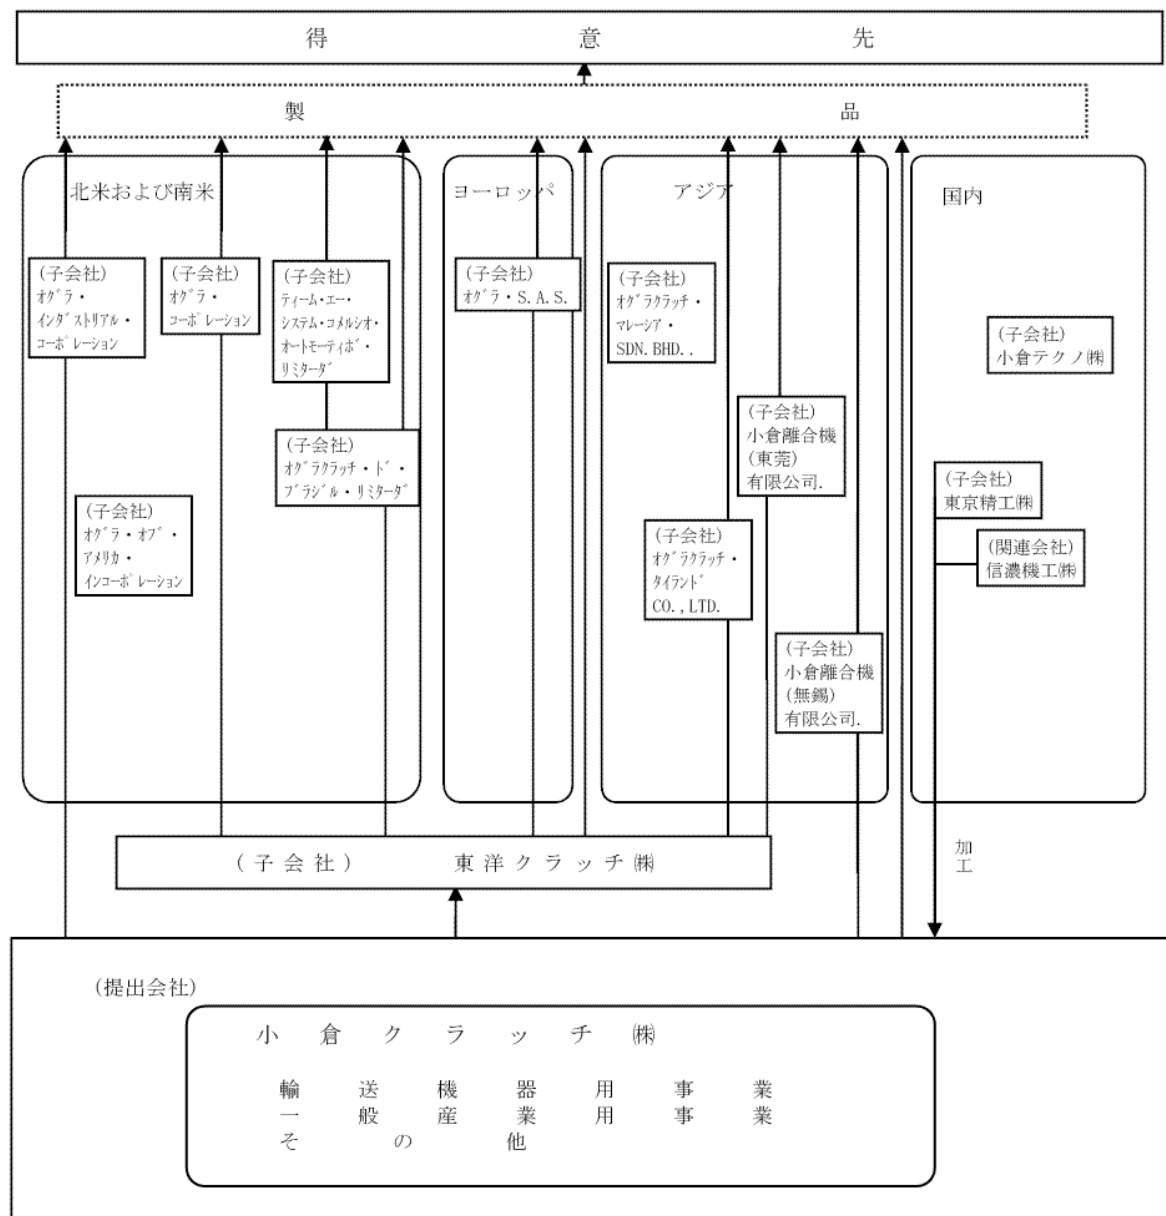 得意先
製品
北米および南米
(子会社)
オグラ・
インダストリアル・
コーポレーション
(子会社)
オグラ・
コーポレーション
(子会社)
ティーム・エー・
システム・コメルシオ・
オートモーティボ・
リミターダ
(子会社)
オグラクラッチ・ド・
ブラジル・リミターダ
(子会社)
オグラ・オブ・
アメリカ・
インコーポレーション
ヨーロッパ
(子会社)
オグラ・S.A.S.
アジア
(子会社)
オグラクラッチ・
マレーシア・
SDN.BHD..
(子会社)
小倉離合機
(東莞)
有限公司.
(子会社)
オグラクラッチ・
タイランド
CO.,LTD.
(子会社)
小倉離合機
(無錫)
有限公司.
国内
(子会社)
小倉テクノ㈱
(子会社)
東京精工㈱
(関連会社)
信濃機工㈱
(子会社) 東洋クラッチ㈱
加工
(提出会社)
小倉クラッチ㈱
輸送機器用事業
一般産業用事業
その他